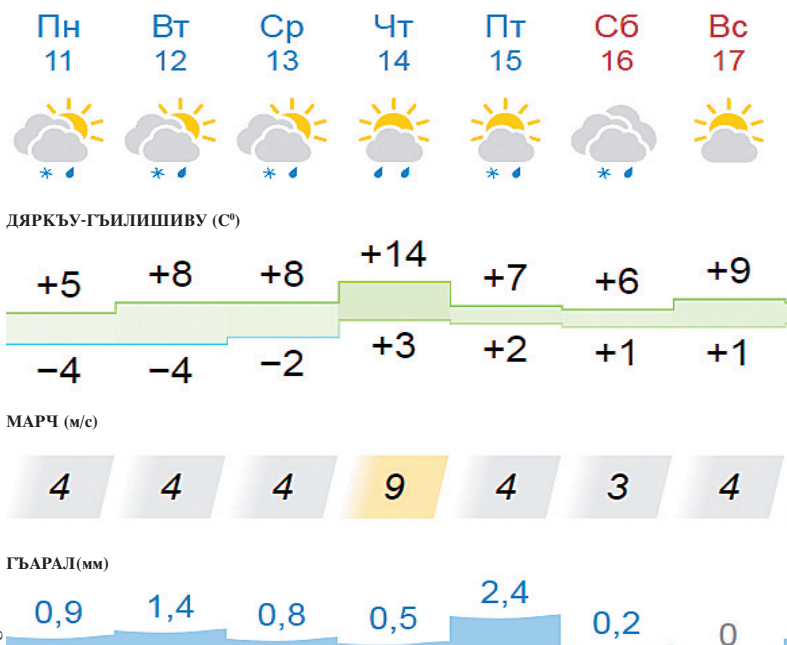 Пн Вт Ср Чт Пт Сб Вс
11 12 13 14 15 16 17
ДЯРКЪУ-ГЪИЛИШИВУ (С⁰)
+5 +8 +8 +14 +7 +6 +9
−4 −4 −2 +3 +2 +1 +1
МАРЧ (м/с)
4 4 4 9 4 3 4
ГЪАРАЛ(мм)
0,9 1,4 0,8 0,5 2,4 0,2 0